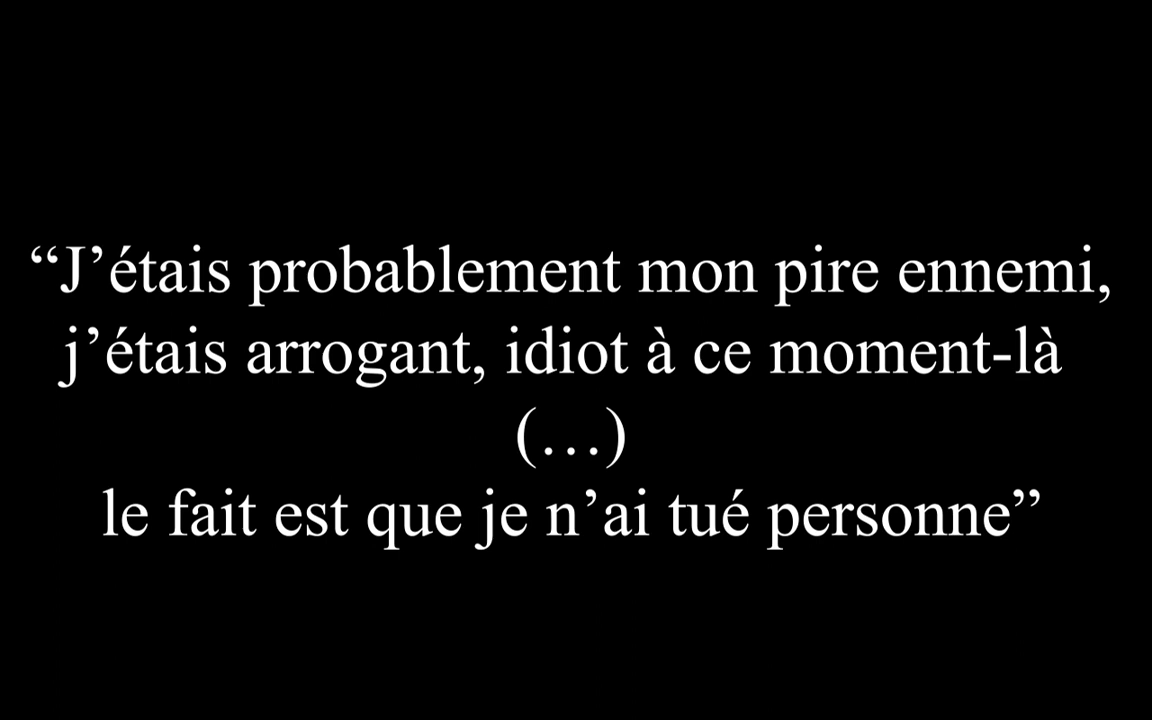 “J’étais probablement mon pire ennemi,
j’étais arrogant, idiot à ce moment-là
(…)
le fait est que je n’ai tué personne”